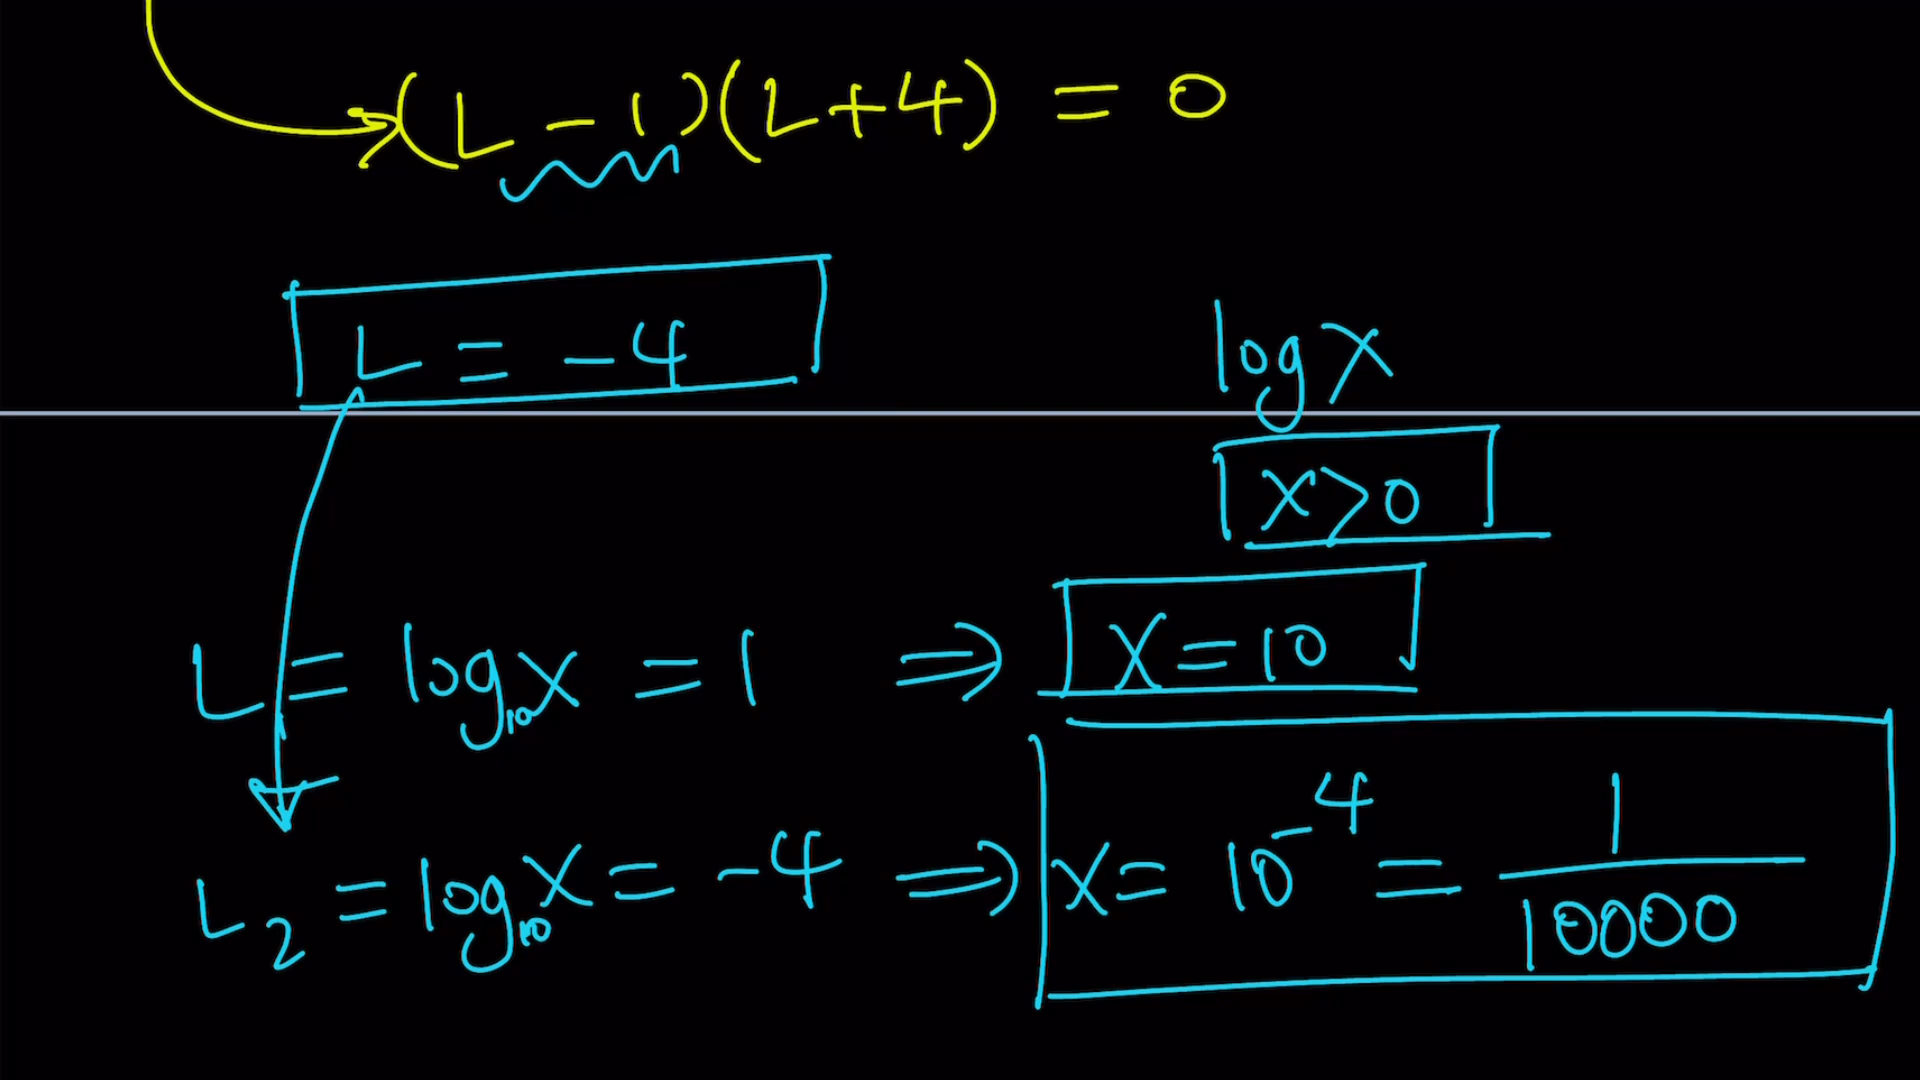 (L - 1)(L + 4) = 0
L = -4
log x
x > 0
L = log₁₀x = 1 ⇒ x = 10
L₂ = log₁₀x = -4 ⇒ x = 10⁻⁴ = 1/10000